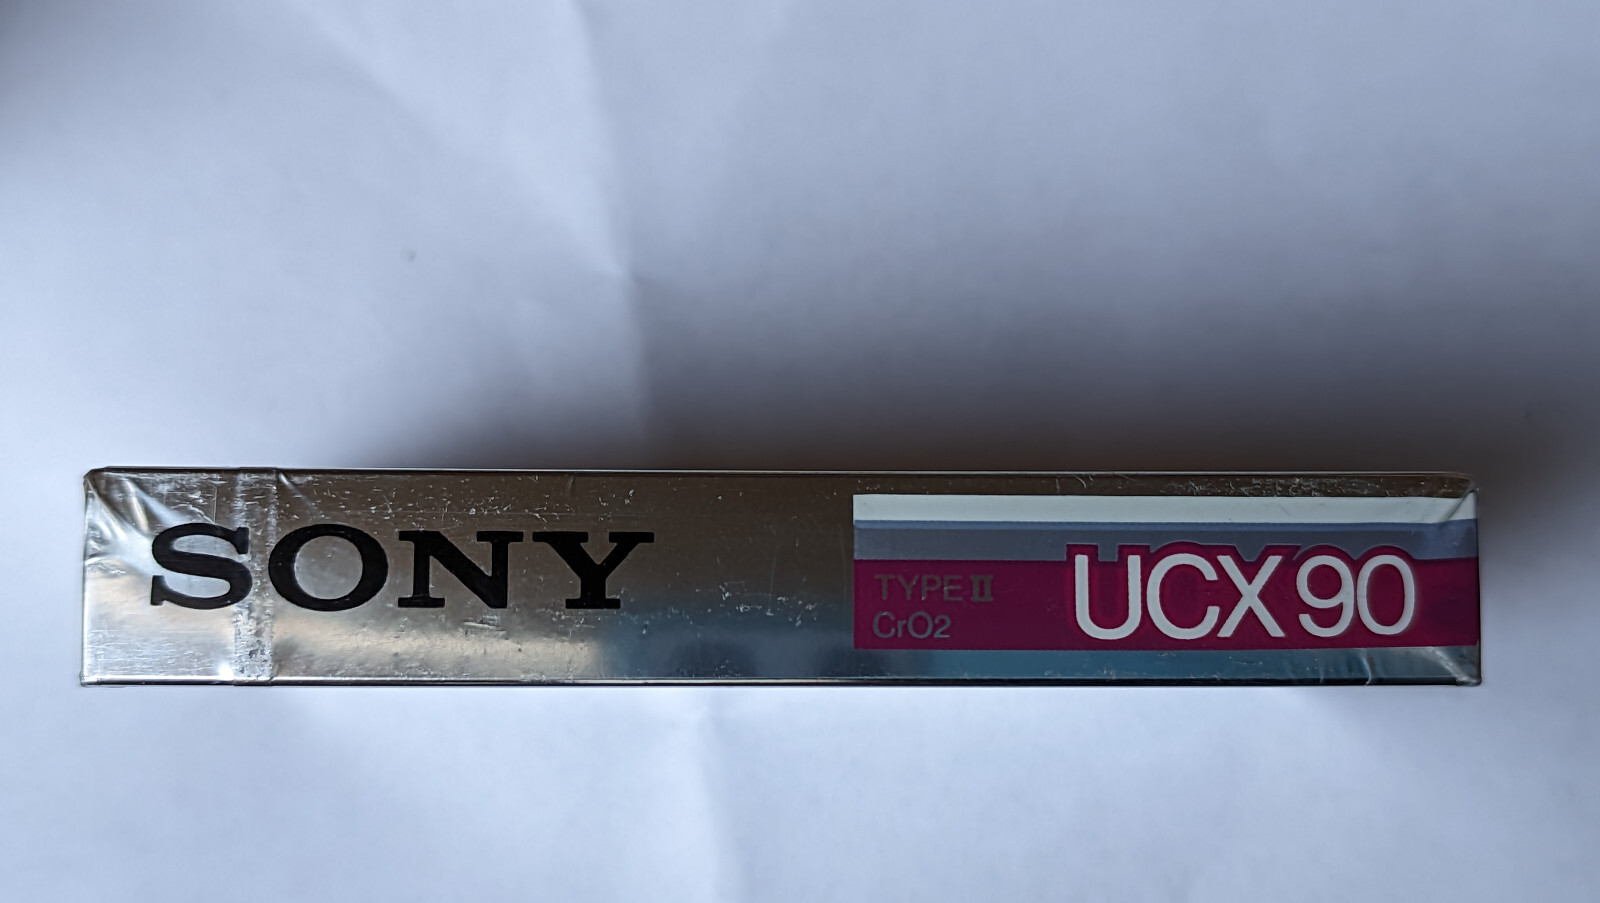 SONY
TYPE II
CrO2
UCX 90